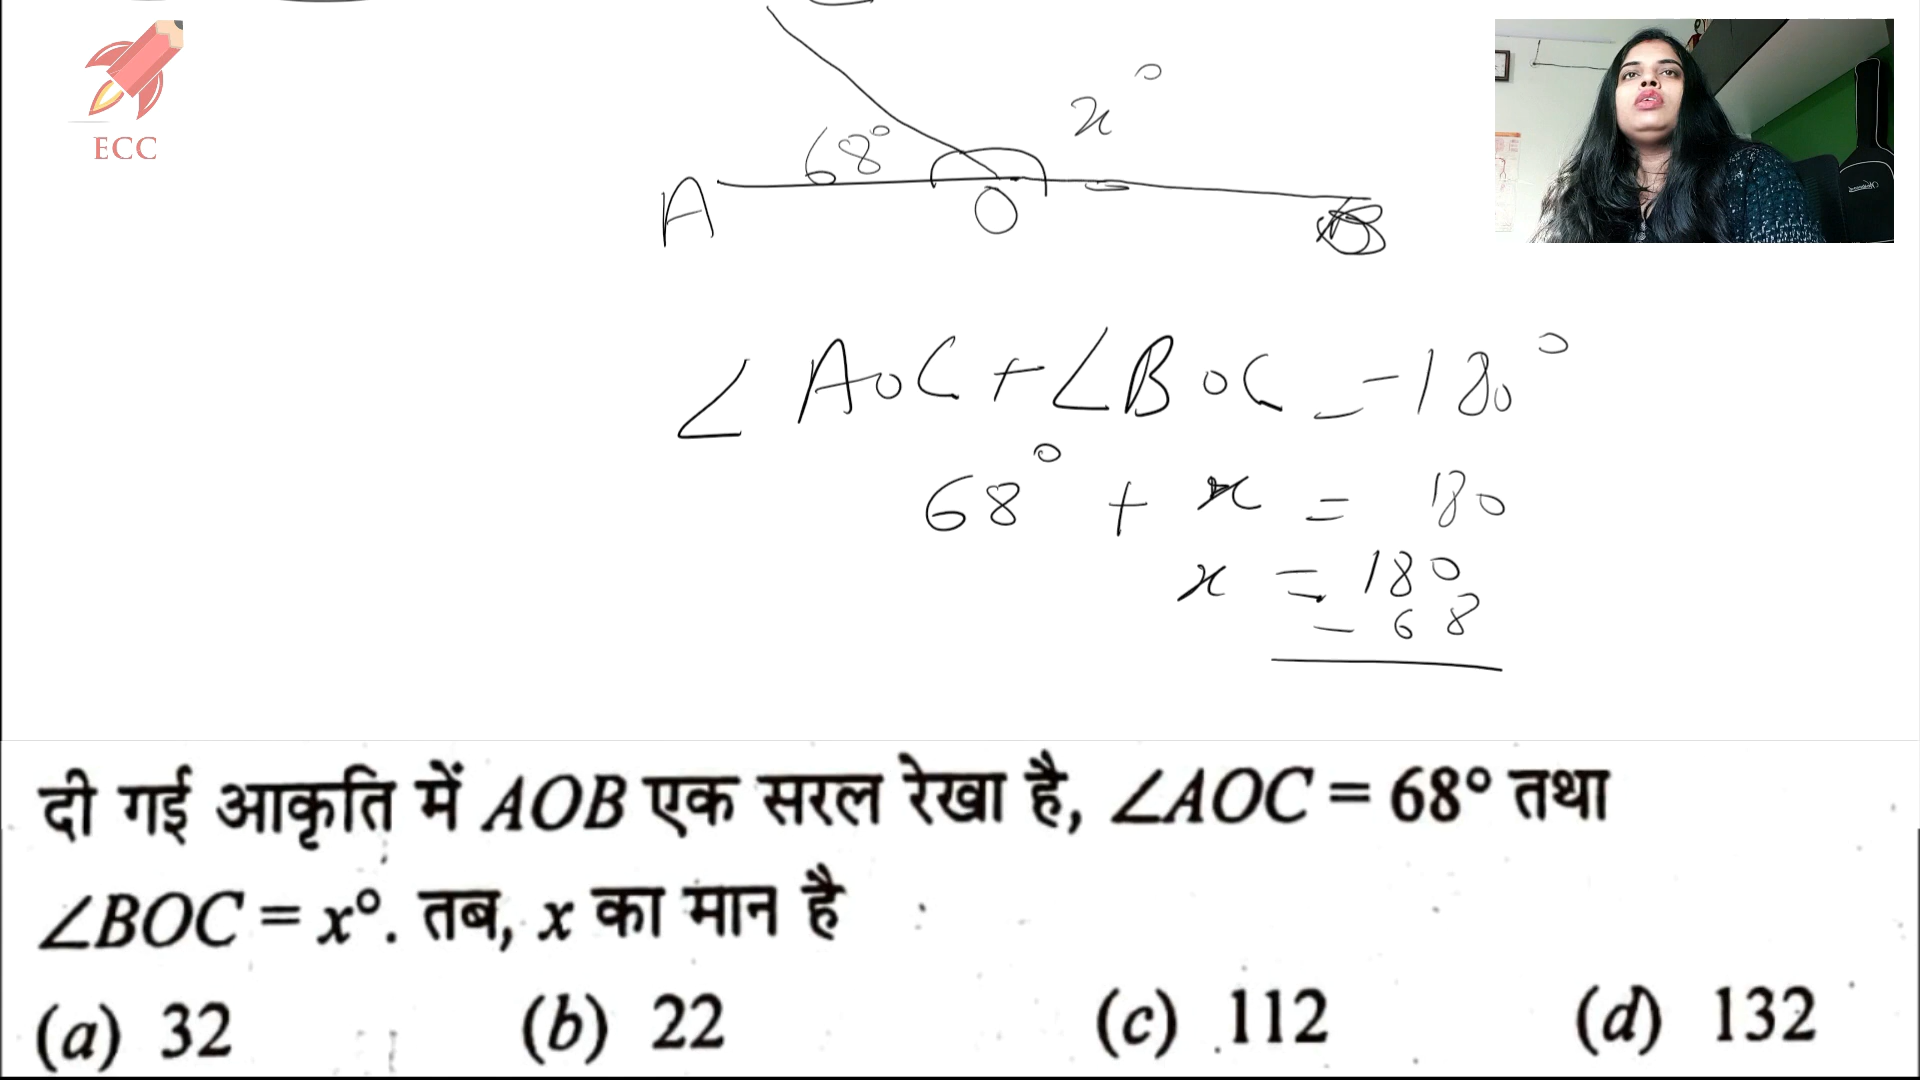 ECC
68° x°
A O B
∠AOC + ∠BOC = -180°
68° + x = 180
x = 180
- 68
दी गई आकृति में AOB एक सरल रेखा है, ∠AOC = 68° तथा
∠BOC = x°. तब, x का मान है
(a) 32 (b) 22 (c) 112 (d) 132